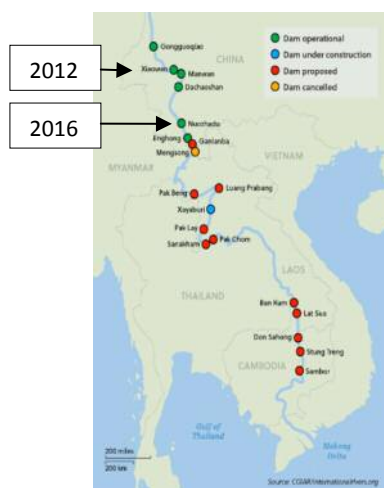 2012
2016
Dam operational
Dam under construction
Dam proposed
Dam cancelled
Gongguoqiao
CHINA
Xiaowan
Manwan
Dachaoshan
Nuozhadu
Jinghong
Ganlanba
Mengsong
VIETNAM
MYANMAR
Luang Prabang
Pak Beng
Xayaburi
Pak Lay
Pak Chom
Sanakham
LAOS
THAILAND
Ban Kum
Lat Sua
Don Sahong
Stung Treng
CAMBODIA
Sambor
Gulf of
Thailand
Mekong
Delta
200 miles
200 km
Source: CGIAR/internationalrivers.org